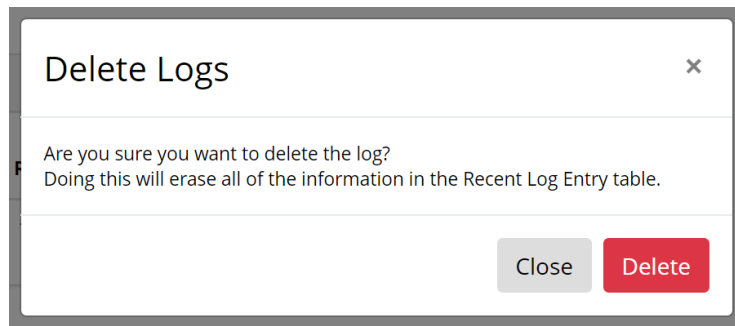 Delete Logs
×
Are you sure you want to delete the log?
Doing this will erase all of the information in the Recent Log Entry table.
Close
Delete